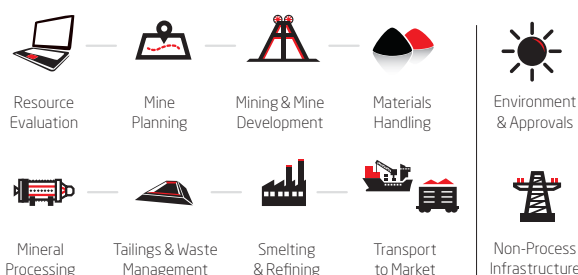 Resource
Evaluation
Mine
Planning
Mining & Mine
Development
Materials
Handling
Environment
& Approvals
Mineral
Processing
Tailings & Waste
Management
Smelting
& Refining
Transport
to Market
Non-Process
Infrastructure